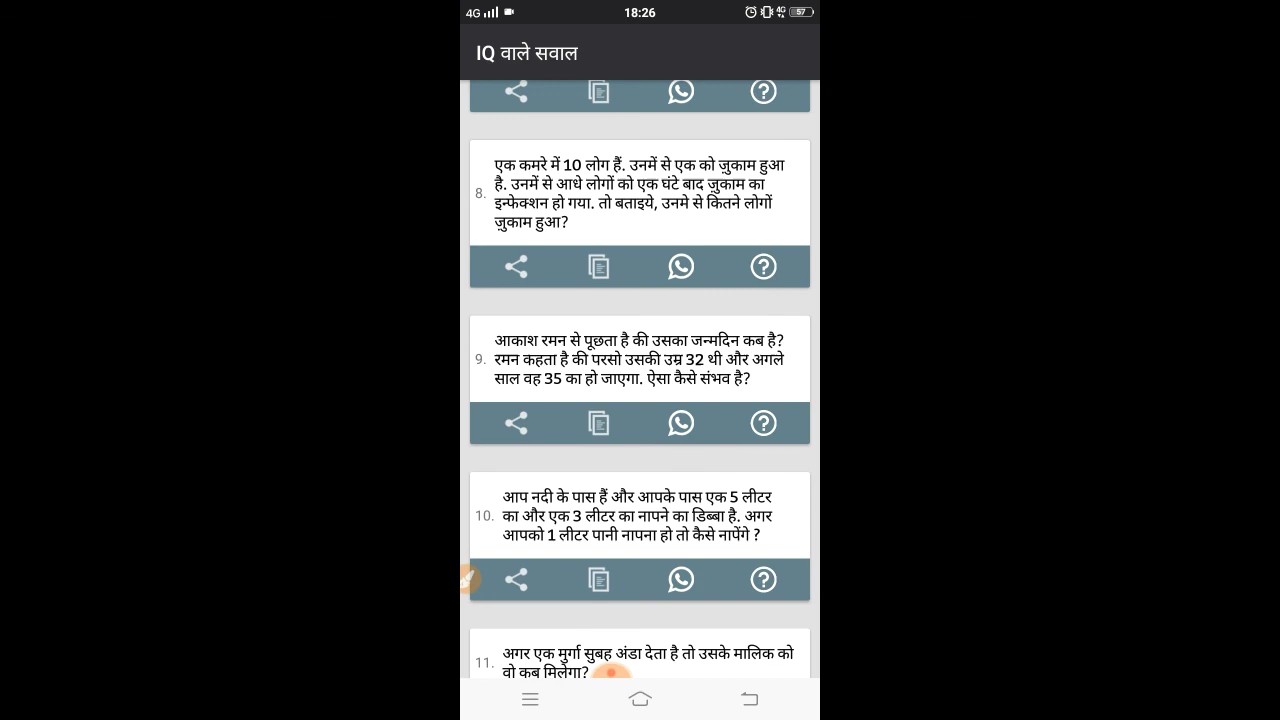 4G 18:26 4G 57
IQ वाले सवाल
8. एक कमरे में 10 लोग हैं. उनमें से एक को ज़ुकाम हुआ
है. उनमें से आधे लोगों को एक घंटे बाद ज़ुकाम का
इन्फेक्शन हो गया. तो बताइये, उनमे से कितने लोगों
ज़ुकाम हुआ?
9. आकाश रमन से पूछता है की उसका जन्मदिन कब है?
रमन कहता है की परसो उसकी उम्र 32 थी और अगले
साल वह 35 का हो जाएगा. ऐसा कैसे संभव है?
10. आप नदी के पास हैं और आपके पास एक 5 लीटर
का और एक 3 लीटर का नापने का डिब्बा है. अगर
आपको 1 लीटर पानी नापना हो तो कैसे नापेंगे ?
11. अगर एक मुर्गा सुबह अंडा देता है तो उसके मालिक को
वो कब मिलेगा?